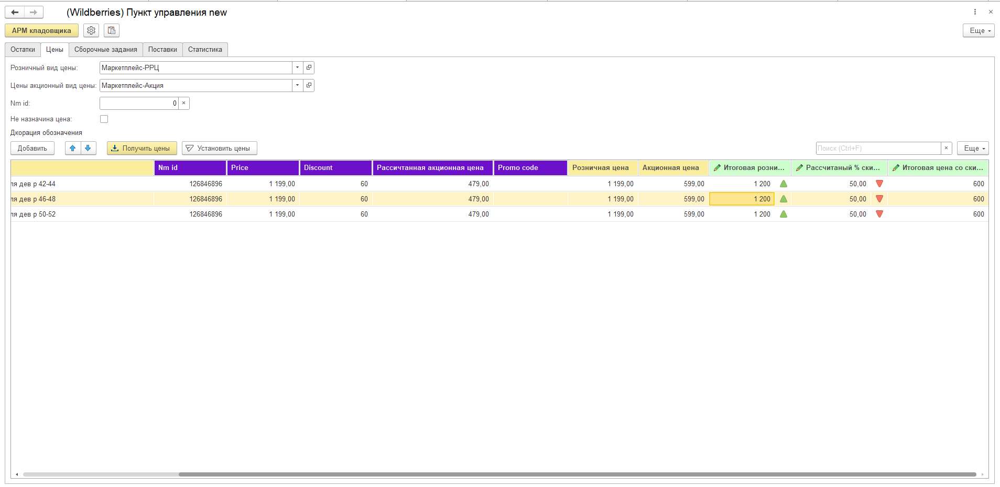 (Wildberries) Пункт управления new
АРМ кладовщика
Еще
Остатки Цены Сборочные задания Поставки Статистика
Розничный вид цены: Маркетплейс-РРЦ
Цены акционный вид цены: Маркетплейс-Акция
Nm id: 0
Не назначина цена:
Дкорация обозначения
Добавить Получить цены Установить цены Поиск (Ctrl+F) Еще
Nm id Price Discount Рассичтанная акционная цена Promo code Розничная цена Акционная цена Итоговая розни... Рассчитаный % ски... Итоговая цена со ски...
ля дев р 42-44 126846896 1 199,00 60 479,00 1 199,00 599,00 1 200 50,00 600
ля дев р 46-48 126846896 1 199,00 60 479,00 1 199,00 599,00 1 200 50,00 600
ля дев р 50-52 126846896 1 199,00 60 479,00 1 199,00 599,00 1 200 50,00 600